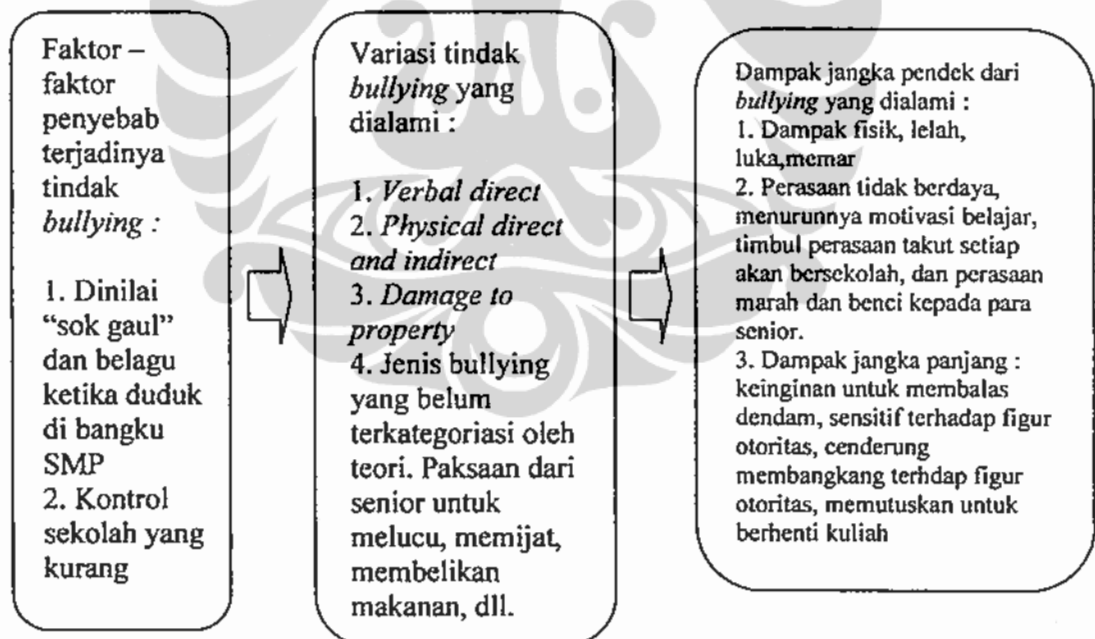 Faktor –
faktor
penyebab
terjadinya
tindak
bullying :
1. Dinilai
“sok gaul”
dan belagu
ketika duduk
di bangku
SMP
2. Kontrol
sekolah yang
kurang
Variasi tindak
bullying yang
dialami :
1. Verbal direct
2. Physical direct
and indirect
3. Damage to
property
4. Jenis bullying
yang belum
terkategoriasi oleh
teori. Paksaan dari
senior untuk
melucu, memijat,
membelikan
makanan, dll.
Dampak jangka pendek dari
bullying yang dialami :
1. Dampak fisik, lelah,
luka,memar
2. Perasaan tidak berdaya,
menurunnya motivasi belajar,
timbul perasaan takut setiap
akan bersekolah, dan perasaan
marah dan benci kepada para
senior.
3. Dampak jangka panjang :
keinginan untuk membalas
dendam, sensitif terhadap figur
otoritas, cenderung
membangkang terhdap figur
otoritas, memutuskan untuk
berhenti kuliah